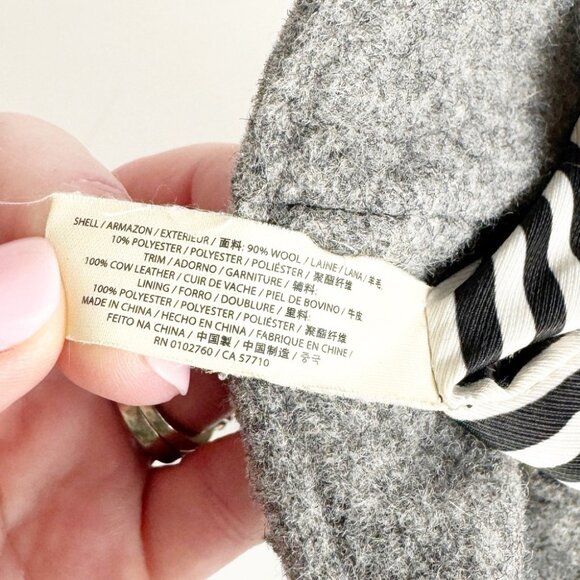 SHELL / ARMAZON / EXTERIEUR / 面料: 90% WOOL / LAINE / LANA / 羊毛
10% POLYESTER / POLYESTER / POLIÉSTER / 聚酯纤维
TRIM / ADORNO / GARNITURE / 辅料:
100% COW LEATHER / CUIR DE VACHE / PIEL DE BOVINO / 牛皮
LINING / FORRO / DOUBLURE / 里料:
100% POLYESTER / POLYESTER / POLIÉSTER / 聚酯纤维
MADE IN CHINA / HECHO EN CHINA / FABRIQUE EN CHINE /
FEITO NA CHINA / 中國製 / 中国制造 / 중국
RN 0102760 / CA 57710